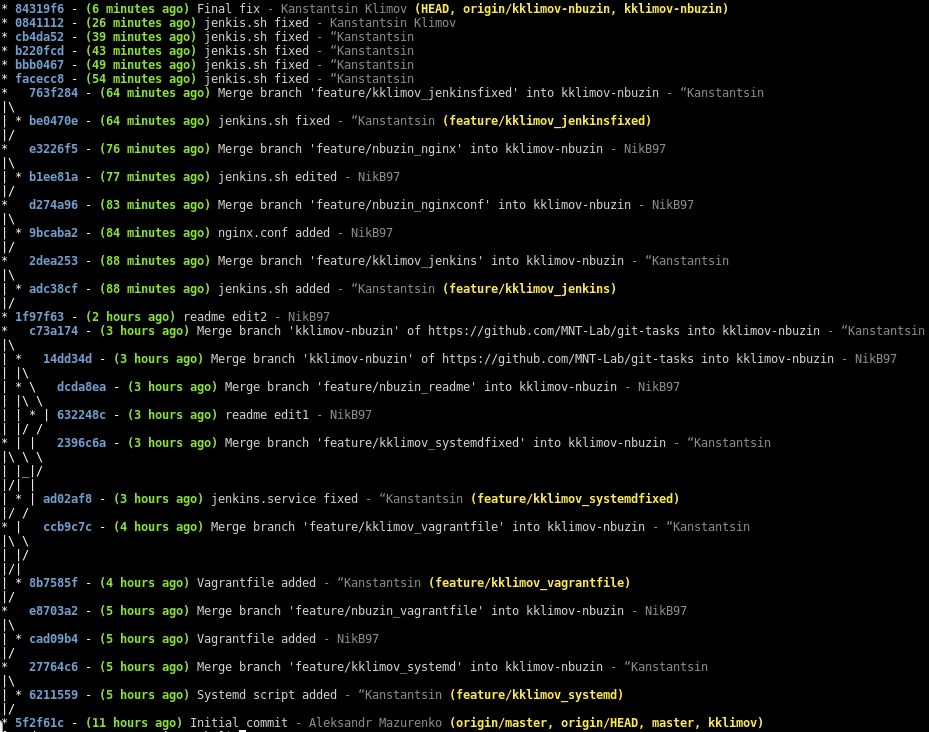 * 84319f6 - (6 minutes ago) Final fix - Kanstantsin Klimov (HEAD, origin/kklimov-nbuzin, kklimov-nbuzin)
* 0841112 - (26 minutes ago) jenkis.sh fixed - Kanstantsin Klimov
* cb4da52 - (39 minutes ago) jenkis.sh fixed - “Kanstantsin
* b220fcd - (43 minutes ago) jenkis.sh fixed - “Kanstantsin
* bbb0467 - (49 minutes ago) jenkis.sh fixed - “Kanstantsin
* facecc8 - (54 minutes ago) jenkis.sh fixed - “Kanstantsin
*   763f284 - (64 minutes ago) Merge branch 'feature/kklimov_jenkinsfixed' into kklimov-nbuzin - “Kanstantsin
|\
| * be0470e - (64 minutes ago) jenkins.sh fixed - “Kanstantsin (feature/kklimov_jenkinsfixed)
|/
*   e3226f5 - (76 minutes ago) Merge branch 'feature/nbuzin_nginx' into kklimov-nbuzin - NikB97
|\
| * b1ee81a - (77 minutes ago) jenkins.sh edited - NikB97
|/
*   d274a96 - (83 minutes ago) Merge branch 'feature/nbuzin_nginxconf' into kklimov-nbuzin - NikB97
|\
| * 9bcaba2 - (84 minutes ago) nginx.conf added - NikB97
|/
*   2dea253 - (88 minutes ago) Merge branch 'feature/kklimov_jenkins' into kklimov-nbuzin - “Kanstantsin
|\
| * adc38cf - (88 minutes ago) jenkins.sh added - “Kanstantsin (feature/kklimov_jenkins)
|/
* 1f97f63 - (2 hours ago) readme edit2 - NikB97
*   c73a174 - (3 hours ago) Merge branch 'kklimov-nbuzin' of https://github.com/MNT-Lab/git-tasks into kklimov-nbuzin - “Kanstantsin
|\
| *   14dd34d - (3 hours ago) Merge branch 'kklimov-nbuzin' of https://github.com/MNT-Lab/git-tasks into kklimov-nbuzin - NikB97
| |\
| * \   dcda8ea - (3 hours ago) Merge branch 'feature/nbuzin_readme' into kklimov-nbuzin - NikB97
| |\ \
| | * | 632248c - (3 hours ago) readme edit1 - NikB97
| |/ /
* | |   2396c6a - (3 hours ago) Merge branch 'feature/kklimov_systemdfixed' into kklimov-nbuzin - “Kanstantsin
|\ \ \
| |_|/
|/| |
| * | ad02af8 - (3 hours ago) jenkins.service fixed - “Kanstantsin (feature/kklimov_systemdfixed)
|/ /
* |   ccb9c7c - (4 hours ago) Merge branch 'feature/kklimov_vagrantfile' into kklimov-nbuzin - “Kanstantsin
|\ \
| |/
|/|
| * 8b7585f - (4 hours ago) Vagrantfile added - “Kanstantsin (feature/kklimov_vagrantfile)
|/
*   e8703a2 - (5 hours ago) Merge branch 'feature/nbuzin_vagrantfile' into kklimov-nbuzin - NikB97
|\
| * cad09b4 - (5 hours ago) Vagrantfile added - NikB97
|/
*   27764c6 - (5 hours ago) Merge branch 'feature/kklimov_systemd' into kklimov-nbuzin - “Kanstantsin
|\
| * 6211559 - (5 hours ago) Systemd script added - “Kanstantsin (feature/kklimov_systemd)
|/
* 5f2f61c - (11 hours ago) Initial commit - Aleksandr Mazurenko (origin/master, origin/HEAD, master, kklimov)